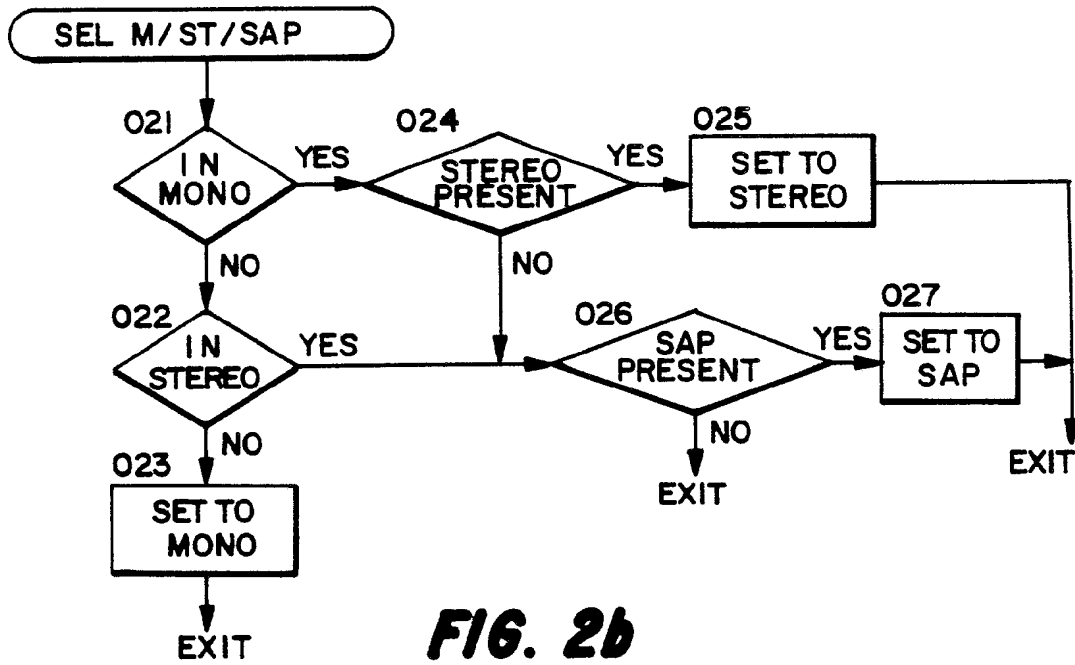 SEL M/ST/SAP
021
IN
MONO
YES
024
STEREO
PRESENT
YES
025
SET TO
STEREO
NO
NO
022
IN
STEREO
YES
026
SAP
PRESENT
YES
027
SET TO
SAP
NO
NO
EXIT
EXIT
023
SET TO
MONO
EXIT
FIG. 2b